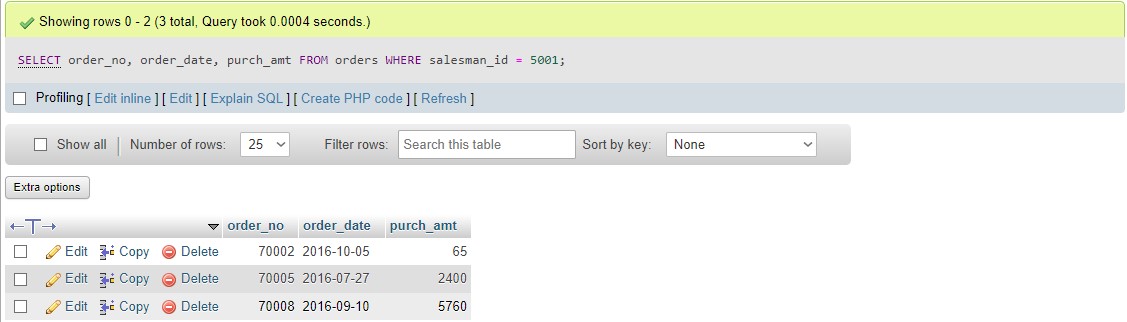 Showing rows 0 - 2 (3 total, Query took 0.0004 seconds.)
SELECT order_no, order_date, purch_amt FROM orders WHERE salesman_id = 5001;
Profiling [ Edit inline ] [ Edit ] [ Explain SQL ] [ Create PHP code ] [ Refresh ]
Show all Number of rows: 25 Filter rows: Search this table Sort by key: None
Extra options
←T→ order_no order_date purch_amt
Edit Copy Delete 70002 2016-10-05 65
Edit Copy Delete 70005 2016-07-27 2400
Edit Copy Delete 70008 2016-09-10 5760